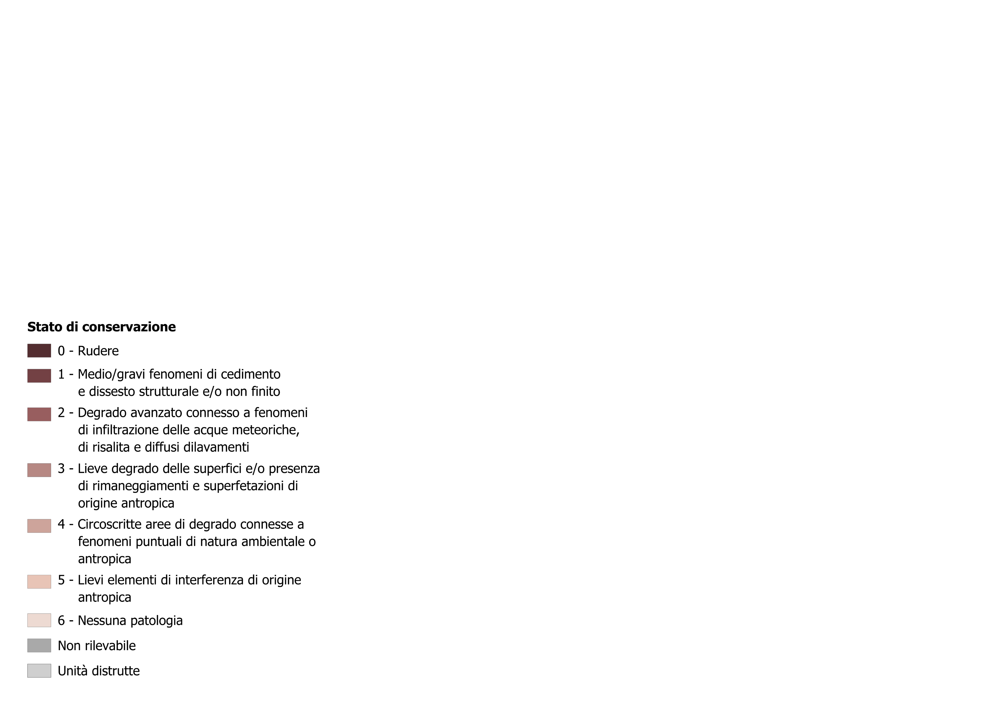 Stato di conservazione
0 - Rudere
1 - Medio/gravi fenomeni di cedimento
e dissesto strutturale e/o non finito
2 - Degrado avanzato connesso a fenomeni
di infiltrazione delle acque meteoriche,
di risalita e diffusi dilavamenti
3 - Lieve degrado delle superfici e/o presenza
di rimaneggiamenti e superfetazioni di
origine antropica
4 - Circoscritte aree di degrado connesse a
fenomeni puntuali di natura ambientale o
antropica
5 - Lievi elementi di interferenza di origine
antropica
6 - Nessuna patologia
Non rilevabile
Unità distrutte